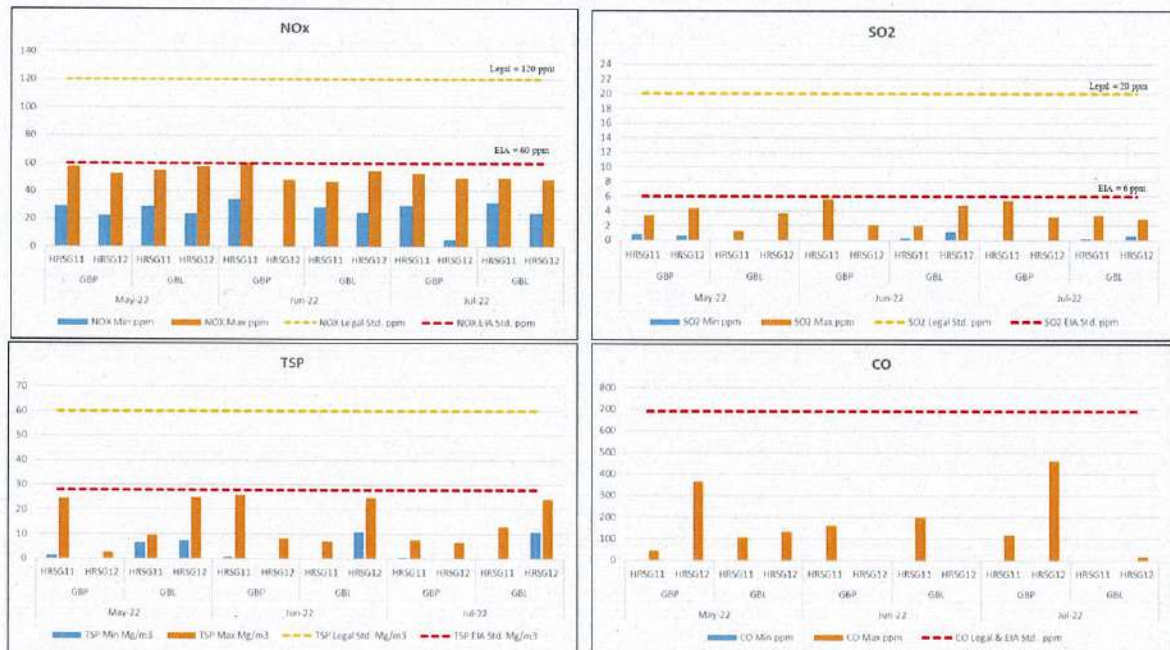 NOx
140
120
100
80
60
40
20
0
Legal = 120 ppm
EIA = 60 ppm
HRSG11 HRSG12 HRSG11 HRSG12 HRSG11 HRSG12 HRSG11 HRSG12 HRSG11 HRSG12 HRSG11 HRSG12
GBP GBL GBP GBL GBP GBL
May-22 Jun-22 Jul-22
NOX Min ppm NOX Max ppm NOX Legal Std. ppm NOX EIA Std. ppm
SO2
24
22
20
18
16
14
12
10
8
6
4
2
0
Legal = 20 ppm
EIA = 6 ppm
HRSG11 HRSG12 HRSG11 HRSG12 HRSG11 HRSG12 HRSG11 HRSG12 HRSG11 HRSG12 HRSG11 HRSG12
GBP GBL GBP GBL GBP GBL
May-22 Jun-22 Jul-22
SO2 Min ppm SO2 Max ppm SO2 Legal Std. ppm SO2 EIA Std. ppm
TSP
70
60
50
40
30
20
10
0
HRSG11 HRSG12 HRSG11 HRSG12 HRSG11 HRSG12 HRSG11 HRSG12 HRSG11 HRSG12 HRSG11 HRSG12
GBP GBL GBP GBL GBP GBL
May-22 Jun-22 Jul-22
TSP Min Mg/m3 TSP Max Mg/m3 TSP Legal Std. Mg/m3 TSP EIA Std. Mg/m3
CO
800
700
600
500
400
300
200
100
0
HRSG11 HRSG12 HRSG11 HRSG12 HRSG11 HRSG12 HRSG11 HRSG12 HRSG11 HRSG12 HRSG11 HRSG12
GBP GBL GBP GBL GBP GBL
May-22 Jun-22 Jul-22
CO Min ppm CO Max ppm CO Legal & EIA Std. ppm